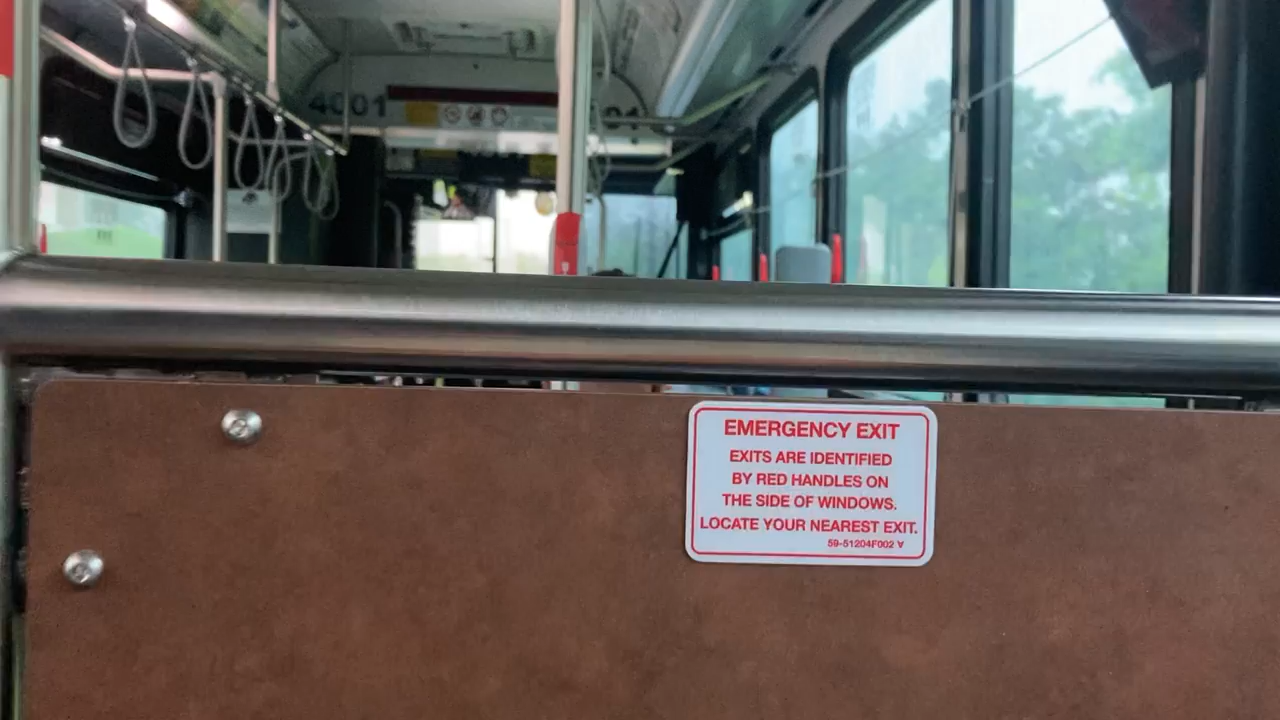 4001
EMERGENCY EXIT
EXITS ARE IDENTIFIED
BY RED HANDLES ON
THE SIDE OF WINDOWS.
LOCATE YOUR NEAREST EXIT.
59-51204F002 V